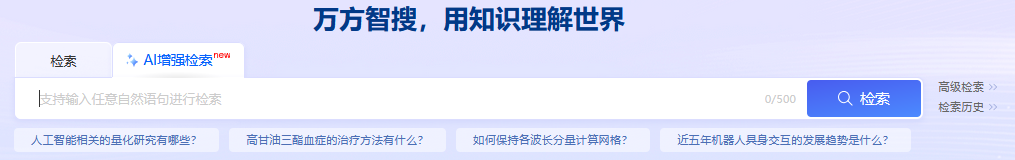 万方智搜，用知识理解世界
检索
AI增强检索new
支持输入任意自然语句进行检索
0/500
检索
高级检索 >>
检索历史 >>
人工智能相关的量化研究有哪些？
高甘油三酯血症的治疗方法有什么？
如何保持各波长分量计算网格？
近五年机器人具身交互的发展趋势是什么？